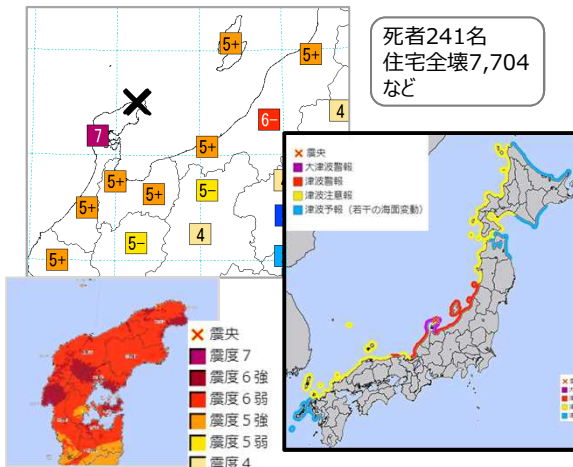 死者241名
住宅全壊7,704
など
5+
5+
4
6-
7
5+
5+
5+
5-
5+
4
5-
5+
震央
大津波警報
津波警報
津波注意報
津波予報（若干の海面変動）
震央
震度7
震度6強
震度6弱
震度5強
震度5弱
震度4